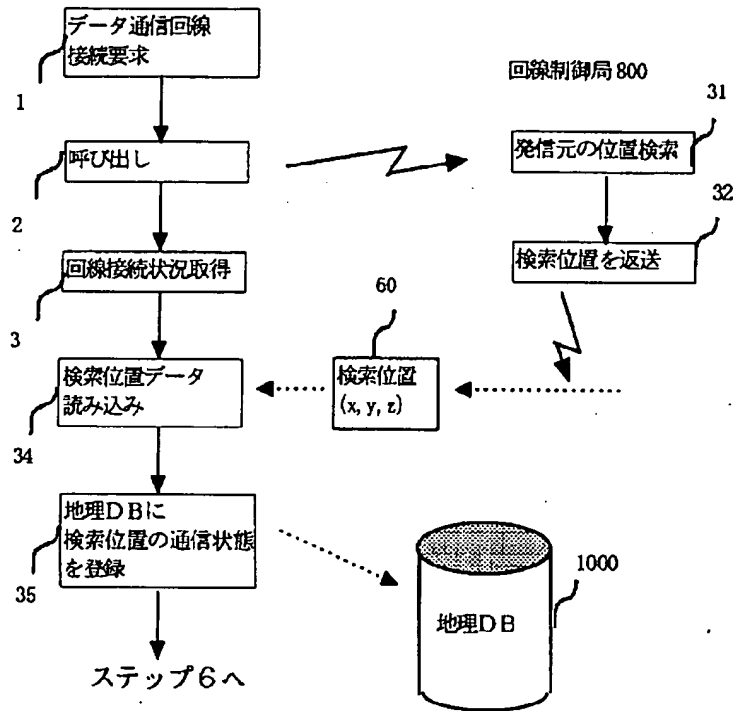 データ通信回線
接続要求
1
回線制御局800
31
呼び出し
発信元の位置検索
2
32
回線接続状況取得
検索位置を返送
3
60
検索位置データ
読み込み
検索位置
(x, y, z)
34
地理DBに
検索位置の通信状態
を登録
35
1000
地理DB
ステップ6へ